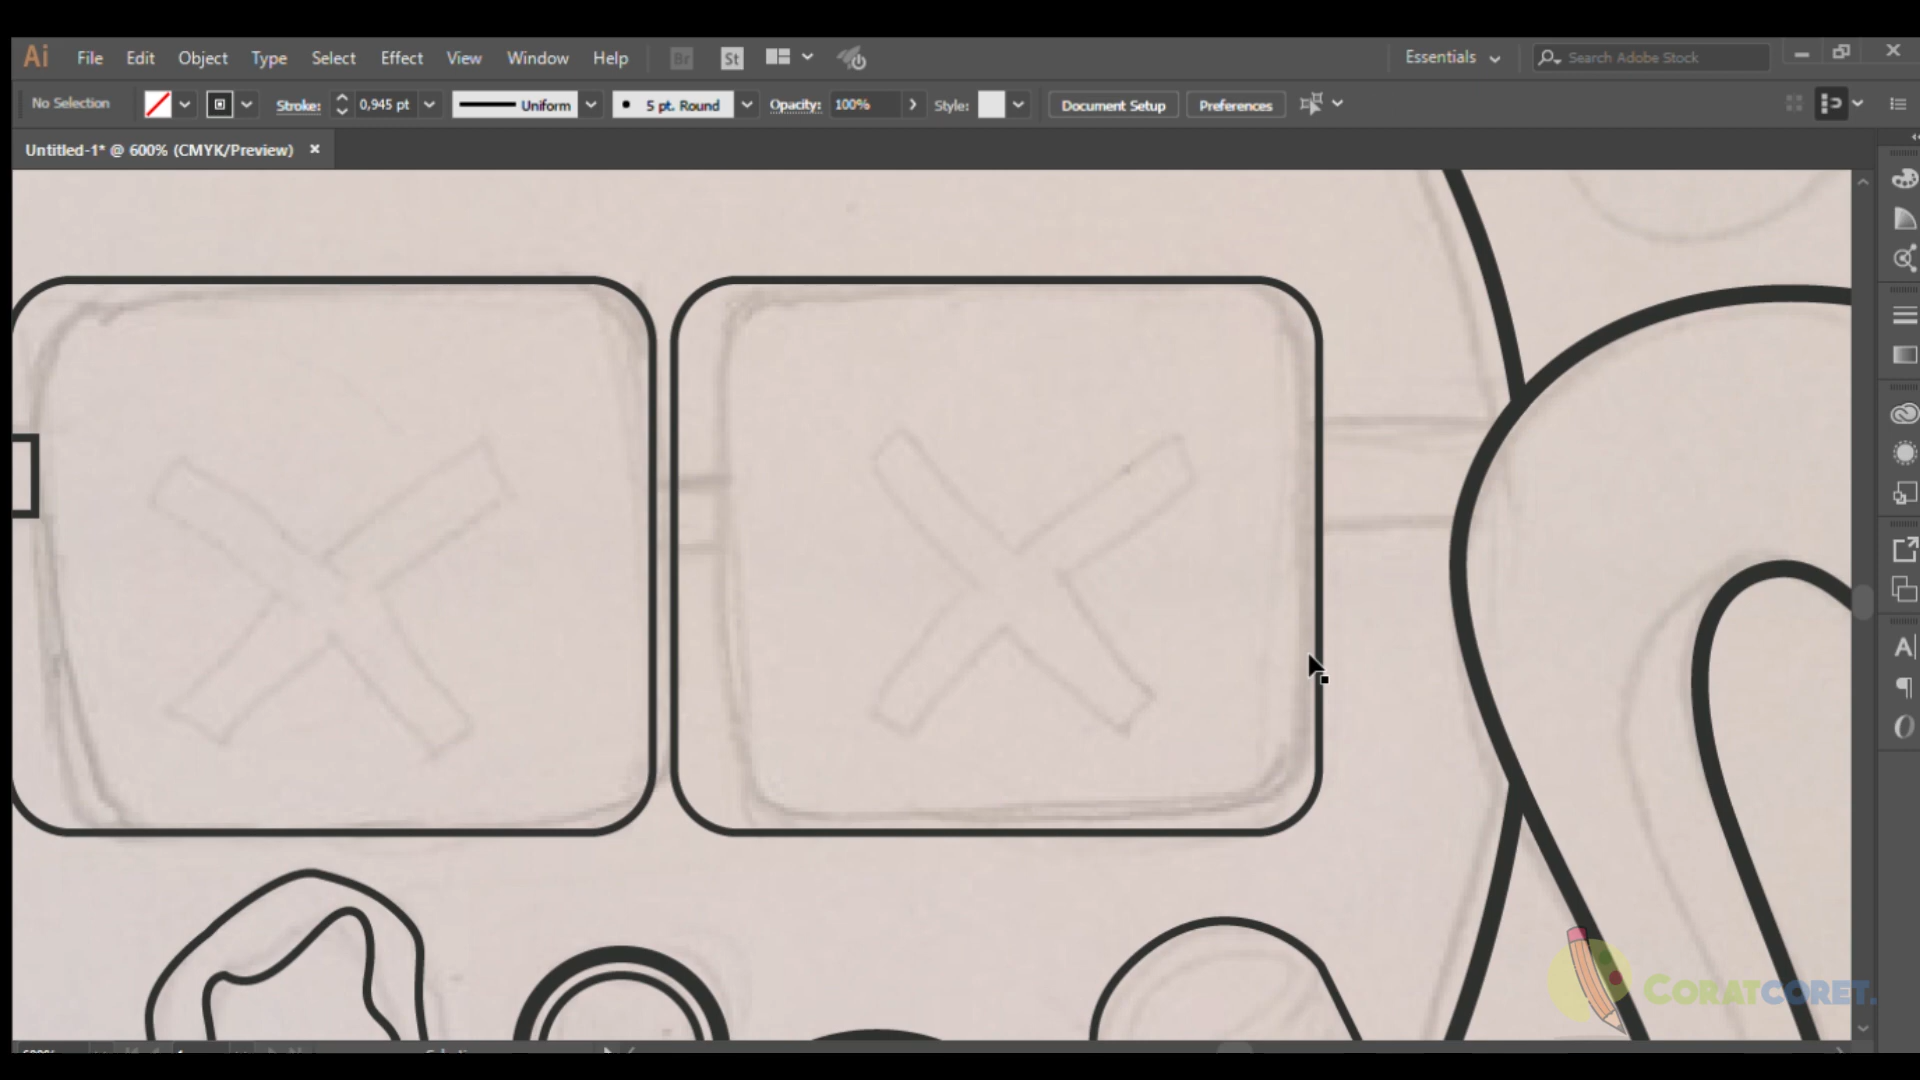 Ai File Edit Object Type Select Effect View Window Help Br St Essentials Search Adobe Stock
No Selection Stroke: 0,945 pt Uniform 5 pt. Round Opacity: 100% Style: Document Setup Preferences
Untitled-1* @ 600% (CMYK/Preview)
CORATCORET.